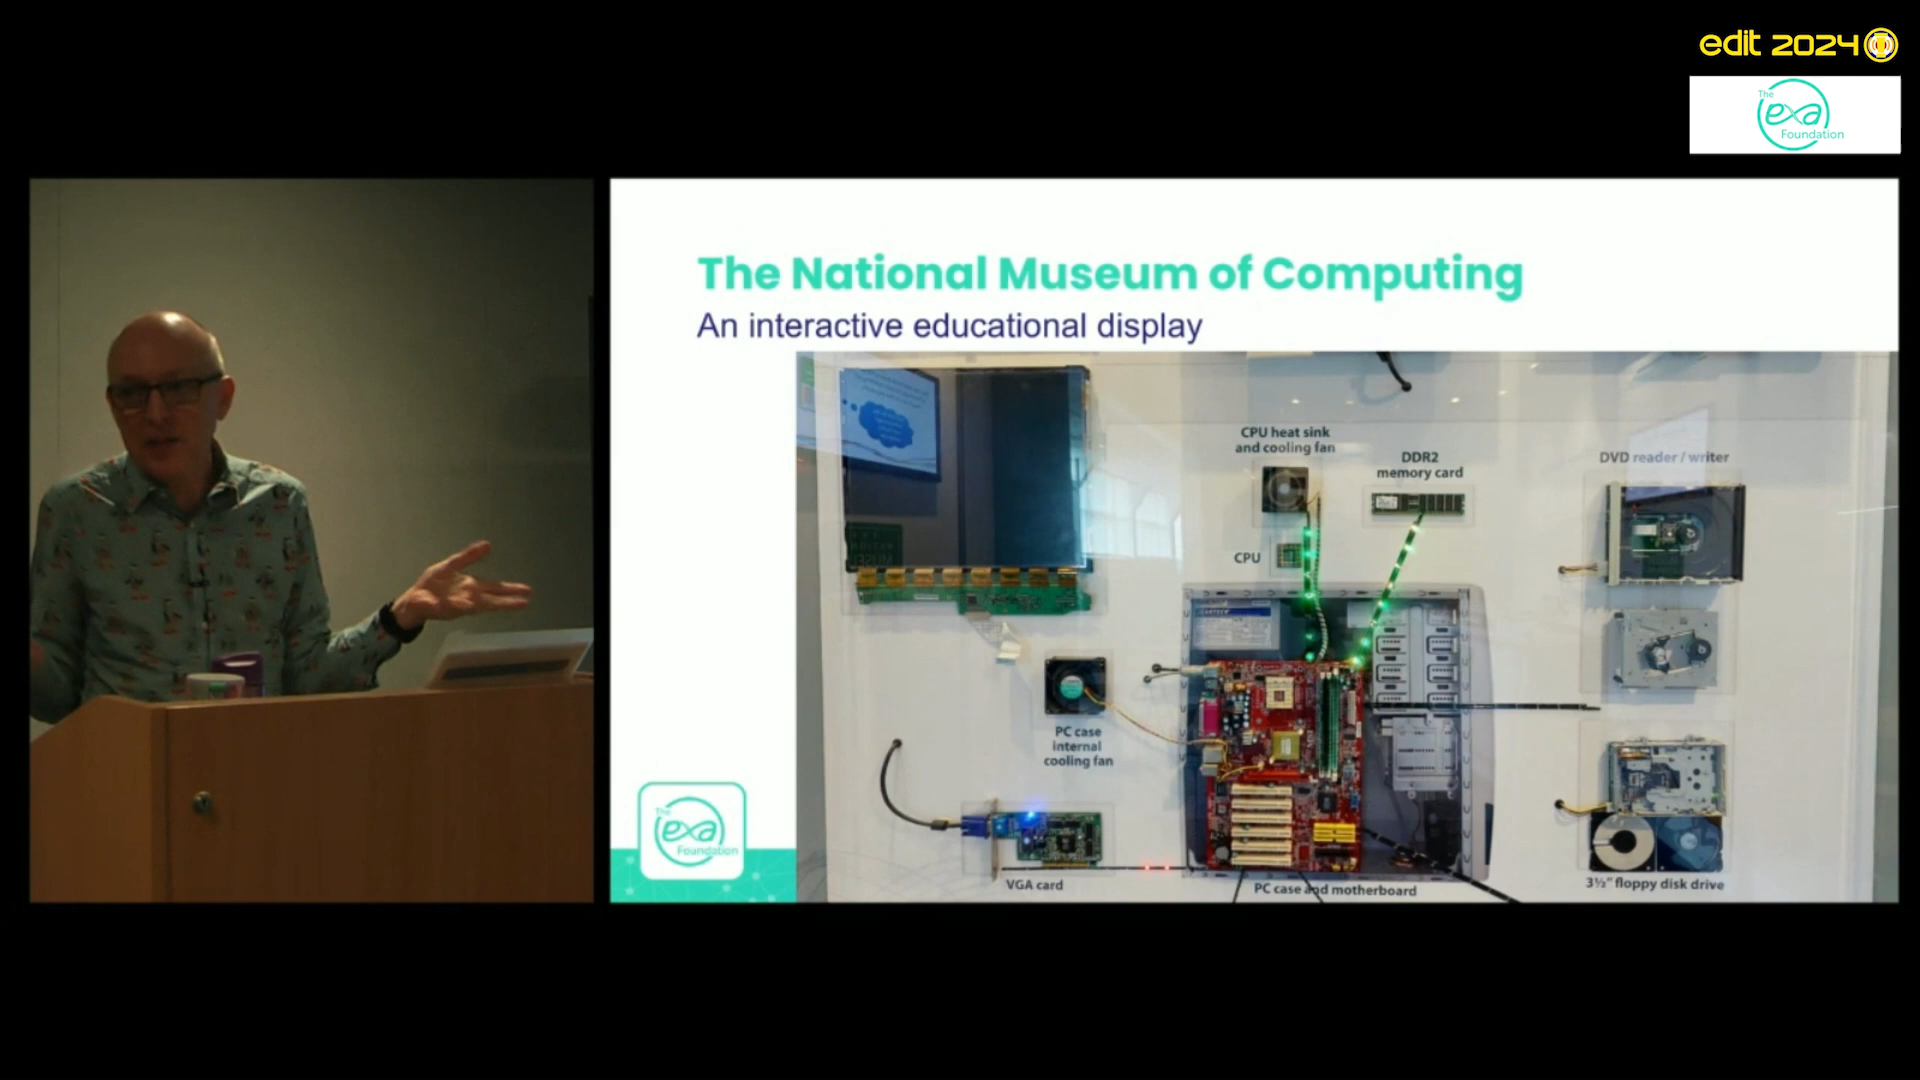 edit 2024
The
exa
Foundation
The National Museum of Computing
An interactive educational display
CPU heat sink
and cooling fan
DDR2
memory card
DVD reader / writer
CPU
PC case
internal
cooling fan
VGA card
PC case and motherboard
3½" floppy disk drive
The
exa
Foundation